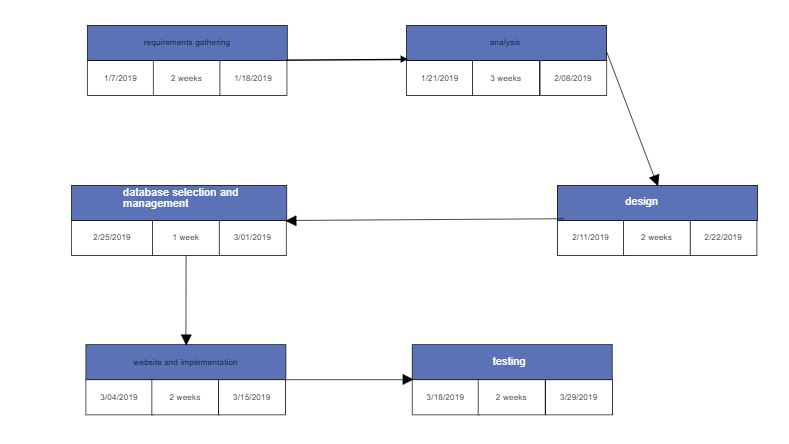 requirements gathering
1/7/2019 2 weeks 1/18/2019
analysis
1/21/2019 3 weeks 2/08/2019
design
2/11/2019 2 weeks 2/22/2019
database selection and
management
2/25/2019 1 week 3/01/2019
website and implementation
3/04/2019 2 weeks 3/15/2019
testing
3/18/2019 2 weeks 3/29/2019